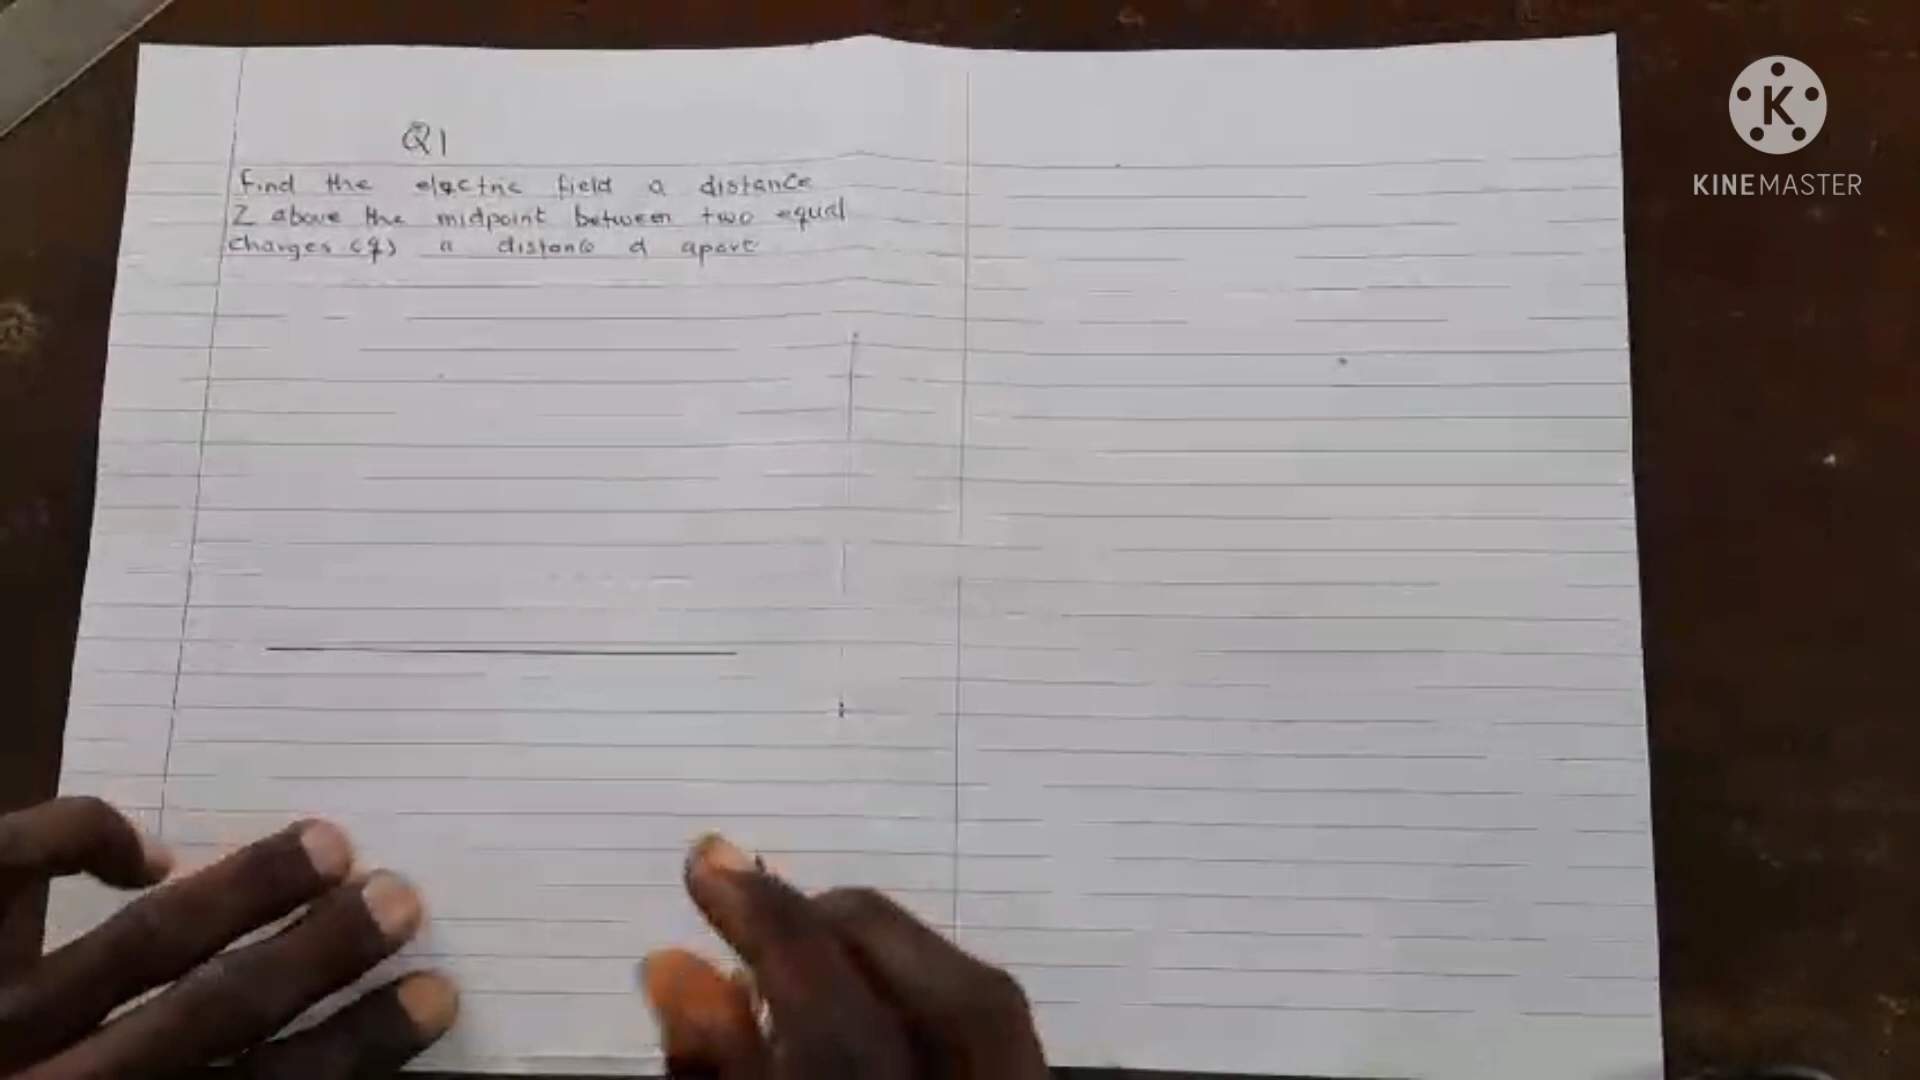 Q1
Find the electric field a distance
Z above the midpoint between two equal
charges (q) a distance d apart
K
KINEMASTER